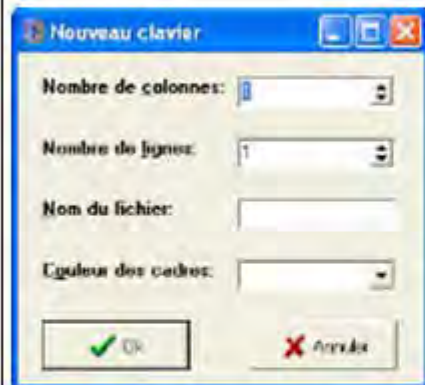 Nouveau clavier
Nombre de colonnes:
Nombre de lignes:
1
Nom du fichier:
Couleur des cadres:
Ok
Annuler